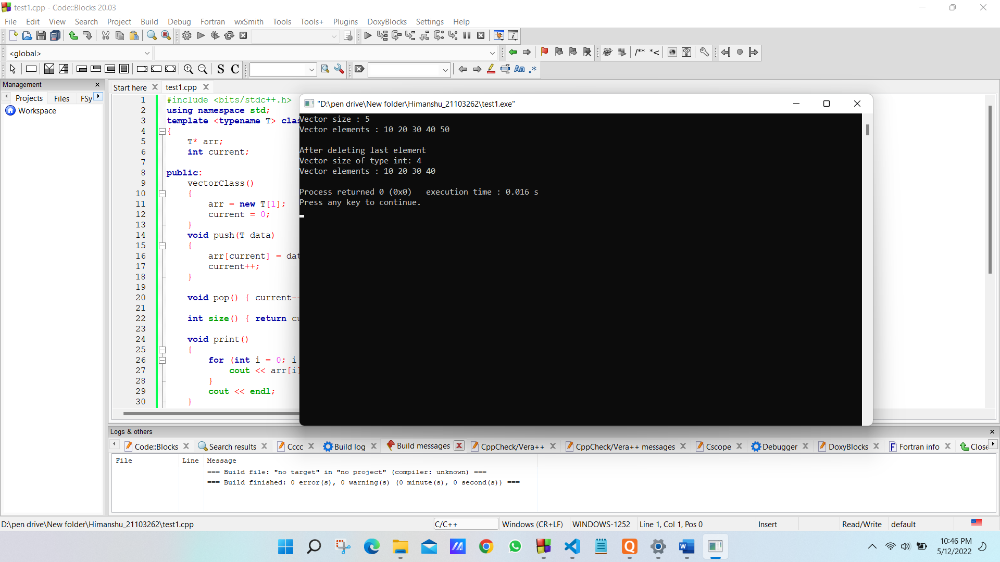 test1.cpp - Code::Blocks 20.03
File Edit View Search Project Build Debug Fortran wxSmith Tools Tools+ Plugins DoxyBlocks Settings Help
<global>
/** *<
S C
Aa .*
Management
Projects Files FSy
Workspace
Start here test1.cpp
1 #include <bits/stdc++.h>
2 using namespace std;
3 template <typename T> clas
4 {
5 T* arr;
6 int current;
7
8 public:
9 vectorClass()
10 {
11 arr = new T[1];
12 current = 0;
13 }
14 void push(T data)
15 {
16 arr[current] = dat
17 current++;
18 }
19
20 void pop() { current--
21
22 int size() { return cu
23
24 void print()
25 {
26 for (int i = 0; i
27 cout << arr[i]
28 }
29 cout << endl;
30 }
"D:\pen drive\New folder\Himanshu_21103262\test1.exe"
Vector size : 5
Vector elements : 10 20 30 40 50
After deleting last element
Vector size of type int: 4
Vector elements : 10 20 30 40
Process returned 0 (0x0) execution time : 0.016 s
Press any key to continue.
Logs & others
Code::Blocks Search results Cccc Build log Build messages CppCheck/Vera++ CppCheck/Vera++ messages Cscope Debugger DoxyBlocks Fortran info Close
File Line Message
=== Build file: "no target" in "no project" (compiler: unknown) ===
=== Build finished: 0 error(s), 0 warning(s) (0 minute(s), 0 second(s)) ===
D:\pen drive\New folder\Himanshu_21103262\test1.cpp C/C++ Windows (CR+LF) WINDOWS-1252 Line 1, Col 1, Pos 0 Insert Read/Write default
10:46 PM
5/12/2022